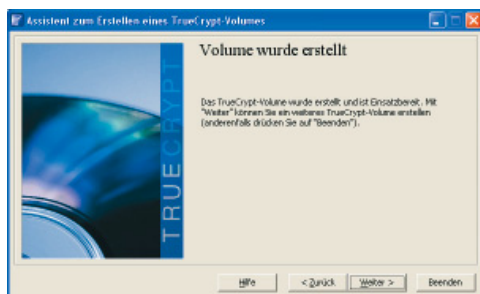 Assistent zum Erstellen eines TrueCrypt-Volumes
TRUECRYPT
Volume wurde erstellt
Das TrueCrypt-Volume wurde erstellt und ist Einsatzbereit. Mit
"Weiter" können Sie ein weiteres TrueCrypt-Volume erstellen
(anderenfalls drücken Sie auf "Beenden").
Hilfe
< Zurück
Weiter >
Beenden